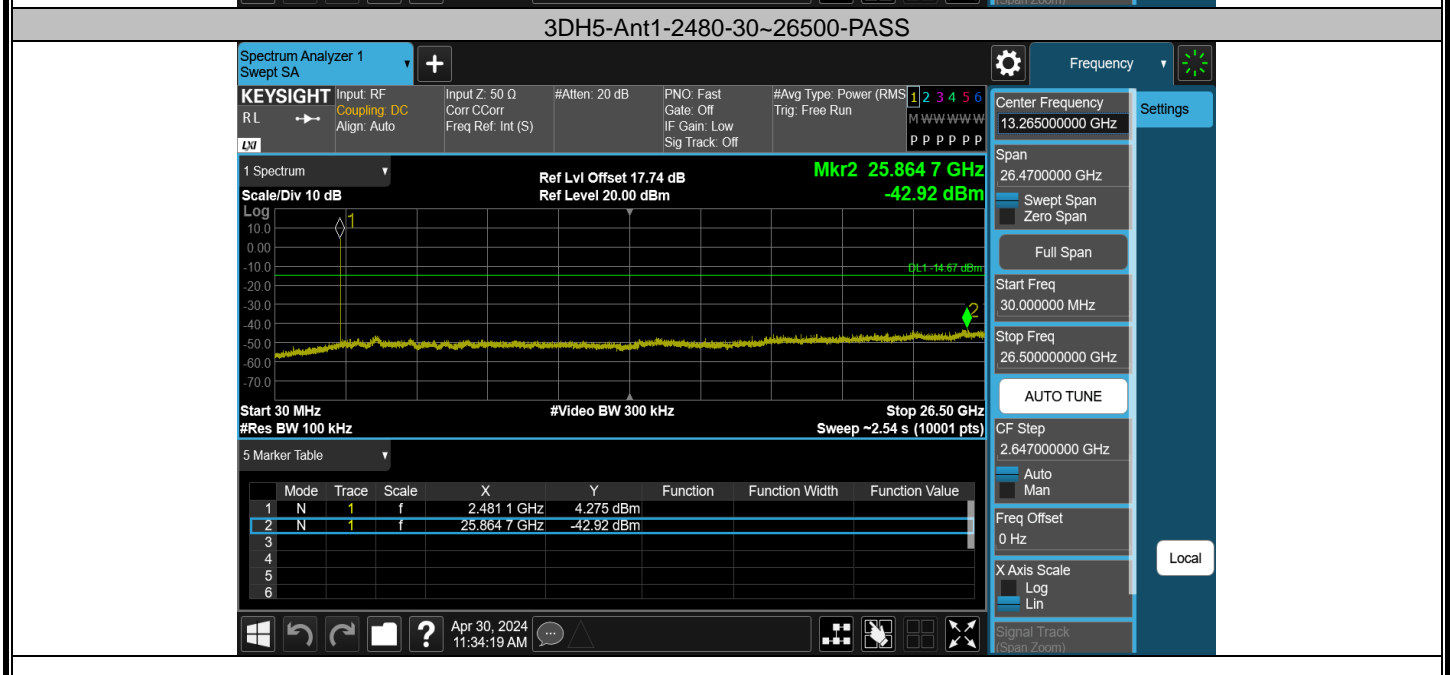 (Span Zoom)
3DH5-Ant1-2480-30~26500-PASS
Spectrum Analyzer 1
Swept SA
+
Frequency
KEYSIGHT
RL
LXI
Input: RF
Coupling: DC
Align: Auto
Input Z: 50 Ω
Corr CCorr
Freq Ref: Int (S)
#Atten: 20 dB
PNO: Fast
Gate: Off
IF Gain: Low
Sig Track: Off
#Avg Type: Power (RMS
Trig: Free Run
1 2 3 4 5 6
M W W W W W
P P P P P P
Center Frequency
13.265000000 GHz
Settings
Span
26.4700000 GHz
Swept Span
Zero Span
Full Span
Start Freq
30.000000 MHz
Stop Freq
26.500000000 GHz
AUTO TUNE
CF Step
2.647000000 GHz
Auto
Man
Freq Offset
0 Hz
X Axis Scale
Log
Lin
Signal Track
(Span Zoom)
Local
1 Spectrum
Scale/Div 10 dB
Ref Lvl Offset 17.74 dB
Ref Level 20.00 dBm
Mkr2 25.864 7 GHz
-42.92 dBm
Log
10.0
0.00
-10.0
-20.0
-30.0
-40.0
-50.0
-60.0
-70.0
1
DL1 -14.67 dBm
2
Start 30 MHz
#Video BW 300 kHz
Stop 26.50 GHz
#Res BW 100 kHz
Sweep ~2.54 s (10001 pts)
5 Marker Table
Mode Trace Scale X Y Function Function Width Function Value
1 N 1 f 2.481 1 GHz 4.275 dBm
2 N 1 f 25.864 7 GHz -42.92 dBm
3
4
5
6
?
Apr 30, 2024
11:34:19 AM